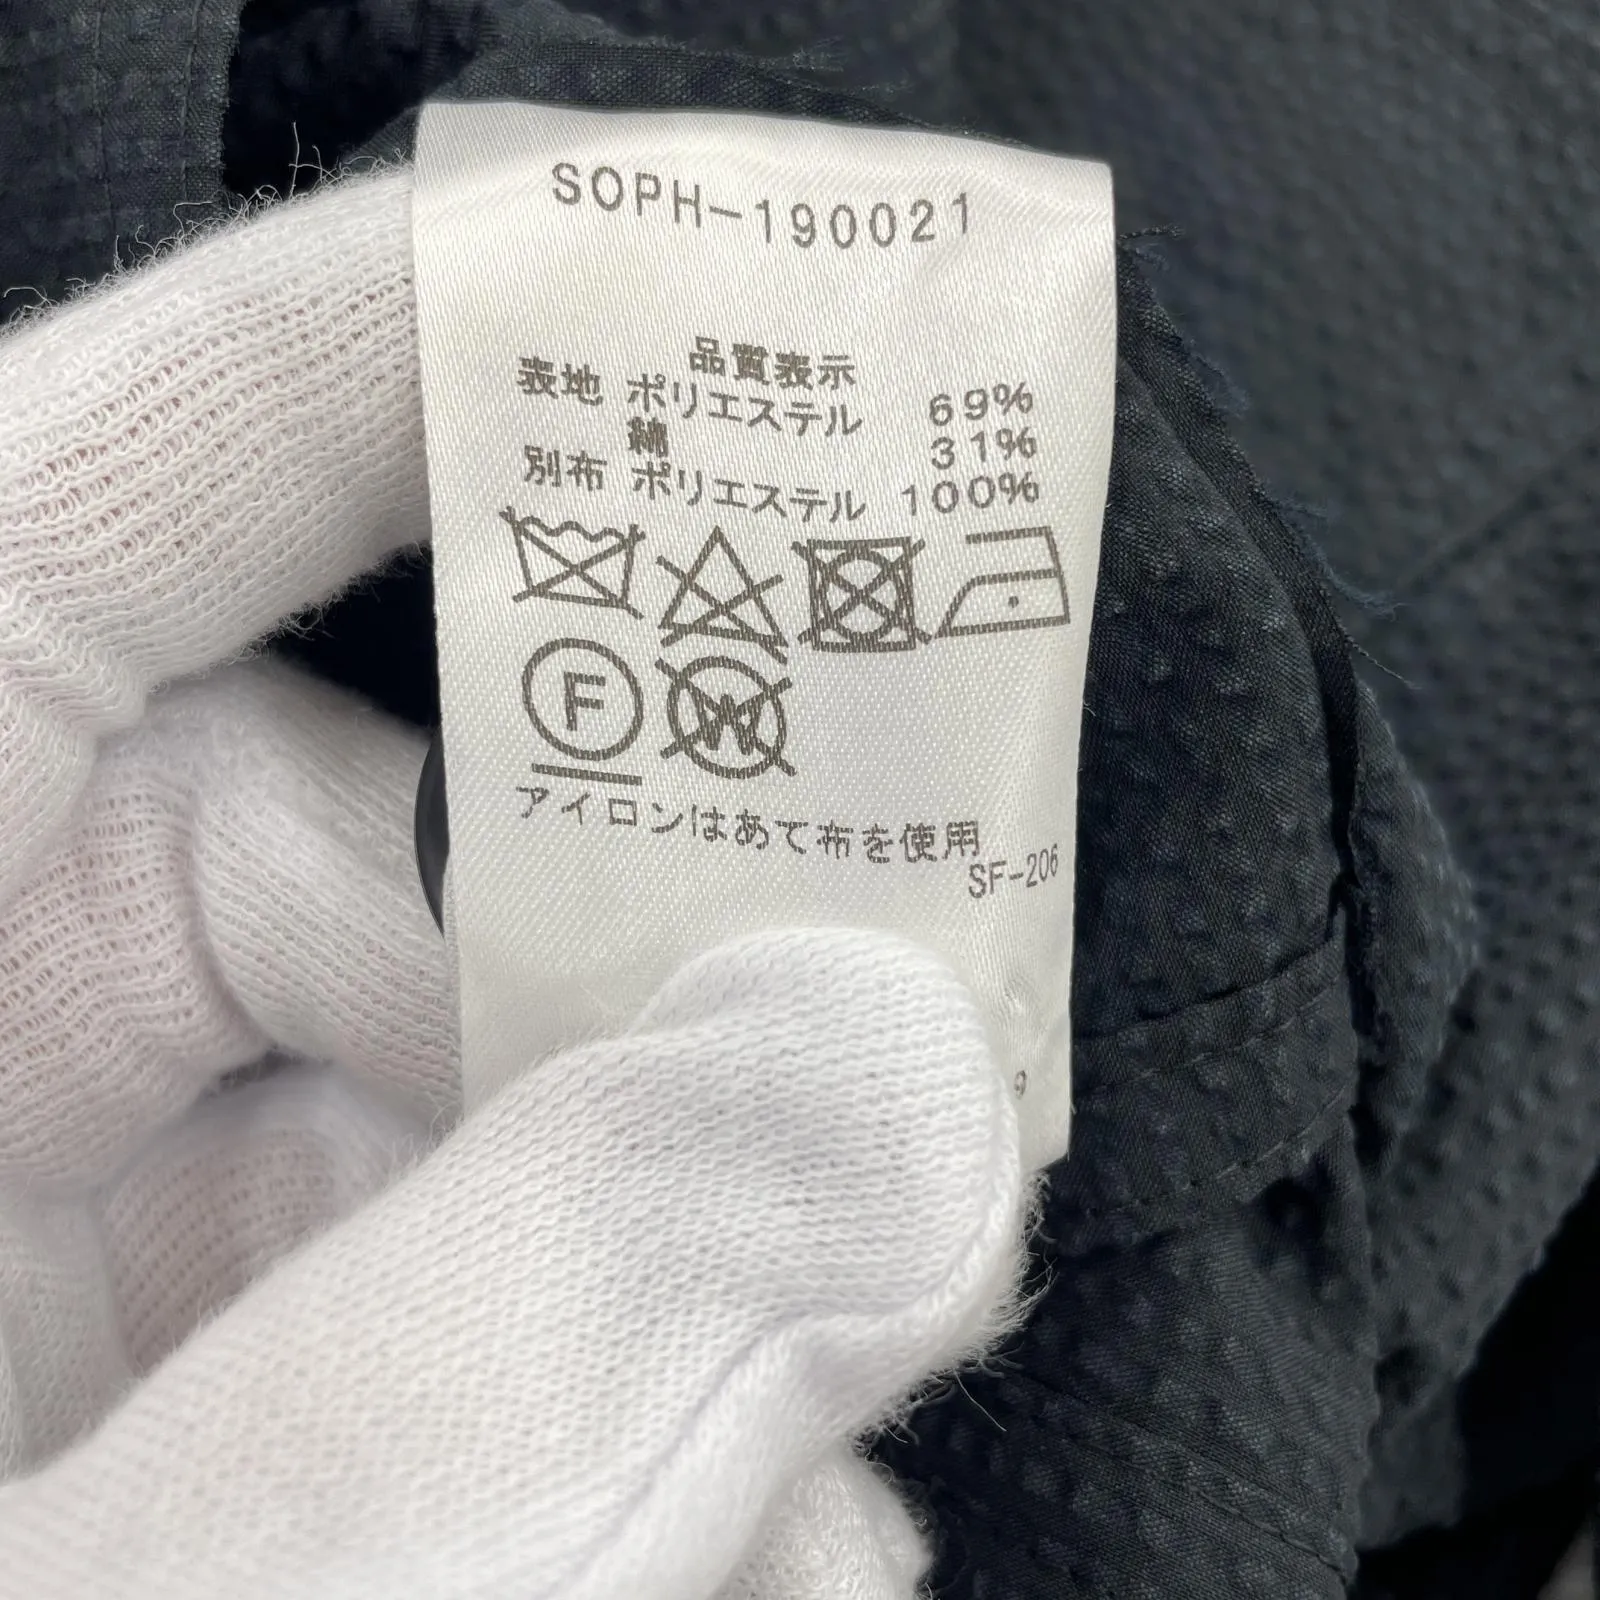 SOPH-190021
品質表示
表地 ポリエステル 69%
綿 31%
別布 ポリエステル 100%
F
W
アイロンはあて布を使用
SF-206